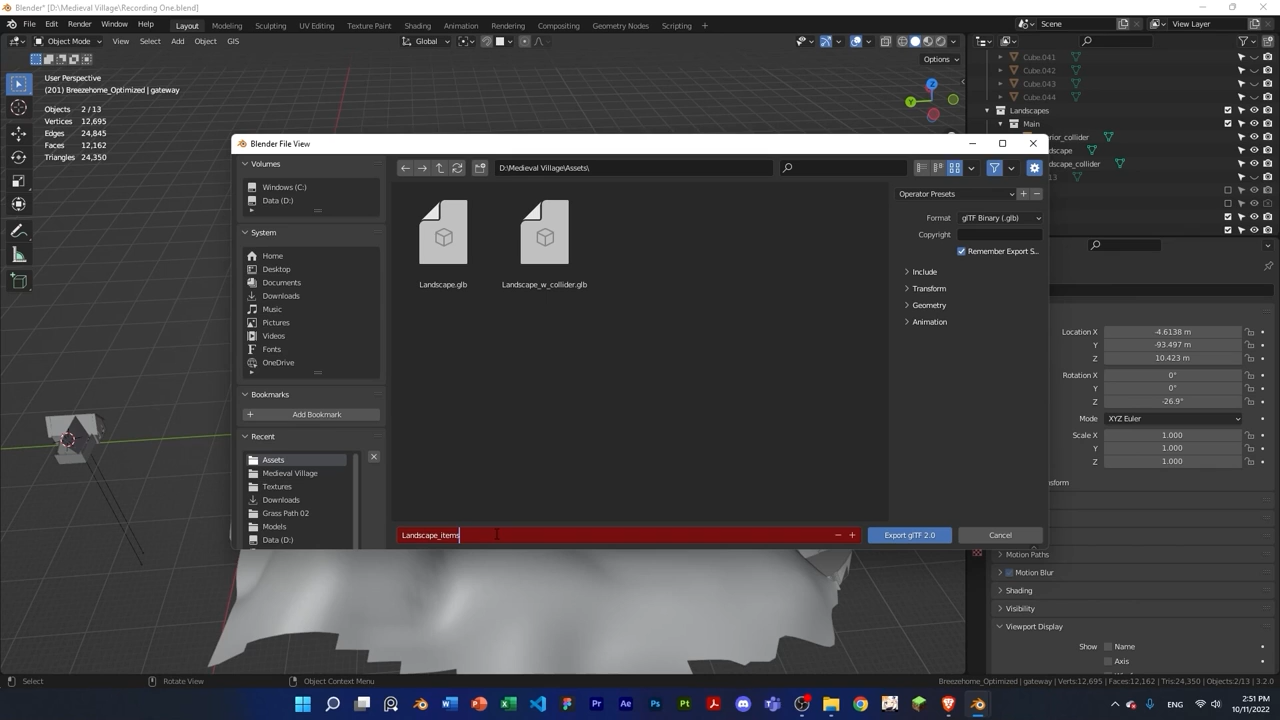 Blender* [D:\Medieval Village\Recording One.blend]
File Edit Render Window Help Layout Modeling Sculpting UV Editing Texture Paint Shading Animation Rendering Compositing Geometry Nodes Scripting + Scene View Layer
Object Mode View Select Add Object GIS Global
Options
User Perspective
(201) Breezehome_Optimized | gateway
Objects 2 / 13
Vertices 12,695
Edges 24,845
Faces 12,162
Triangles 24,350
Z
Y
Cube.041
Cube.042
Cube.043
Cube.044
Landscapes
Main
rior_collider
dscape
dscape_collider
13
Blender File View
Volumes
Windows (C:)
Data (D:)
System
Home
Desktop
Documents
Downloads
Music
Pictures
Videos
Fonts
OneDrive
Bookmarks
Add Bookmark
Recent
Assets
Medieval Village
Textures
Downloads
Grass Path 02
Models
Data (D:)
D:\Medieval Village\Assets\
Landscape.glb
Landscape_w_collider.glb
Operator Presets
Format glTF Binary (.glb)
Copyright
Remember Export S...
Include
Transform
Geometry
Animation
Landscape_items
Export glTF 2.0
Cancel
Location X -4.6138 m
Y -93.497 m
Z 10.423 m
Rotation X 0°
Y 0°
Z -26.9°
Mode XYZ Euler
Scale X 1.000
Y 1.000
Z 1.000
Motion Paths
Motion Blur
Shading
Visibility
Viewport Display
Show Name
Axis
Select Rotate View Object Context Menu
Breezehome_Optimized | gateway | Verts:12,695 | Faces:12,162 | Tris:24,350 | Objects:2/13 | 3.2.0
2:51 PM
10/11/2022